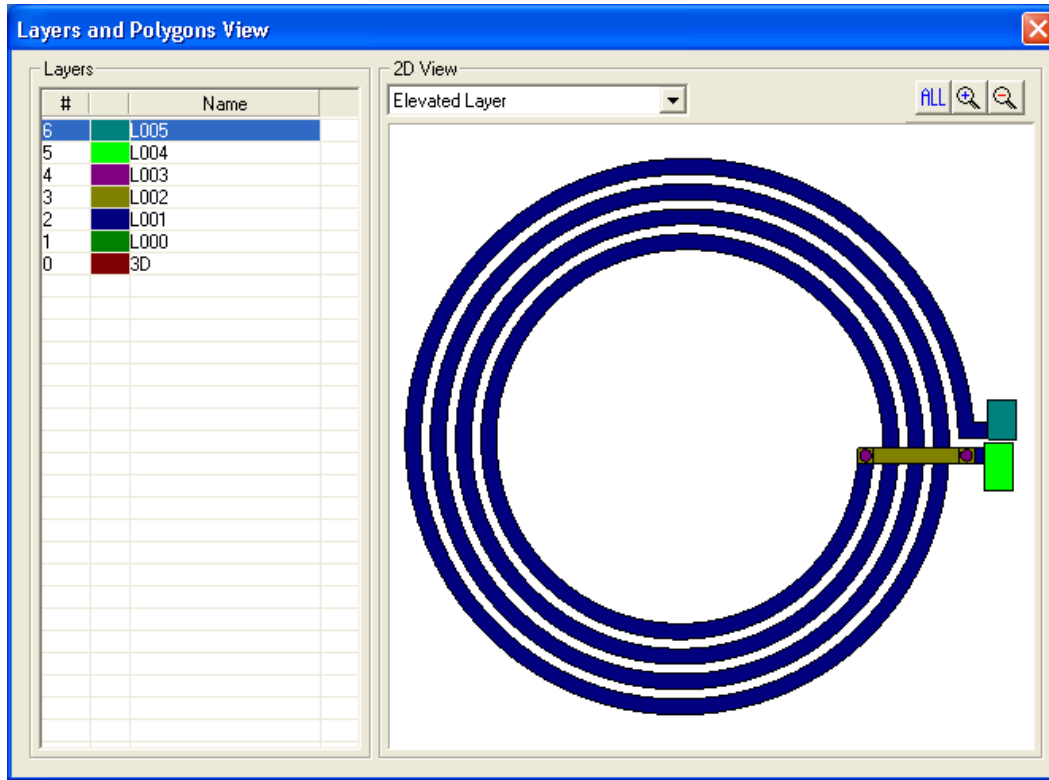 Layers and Polygons View
Layers
# Name
6 L005
5 L004
4 L003
3 L002
2 L001
1 L000
0 3D
2D View
Elevated Layer
ALL